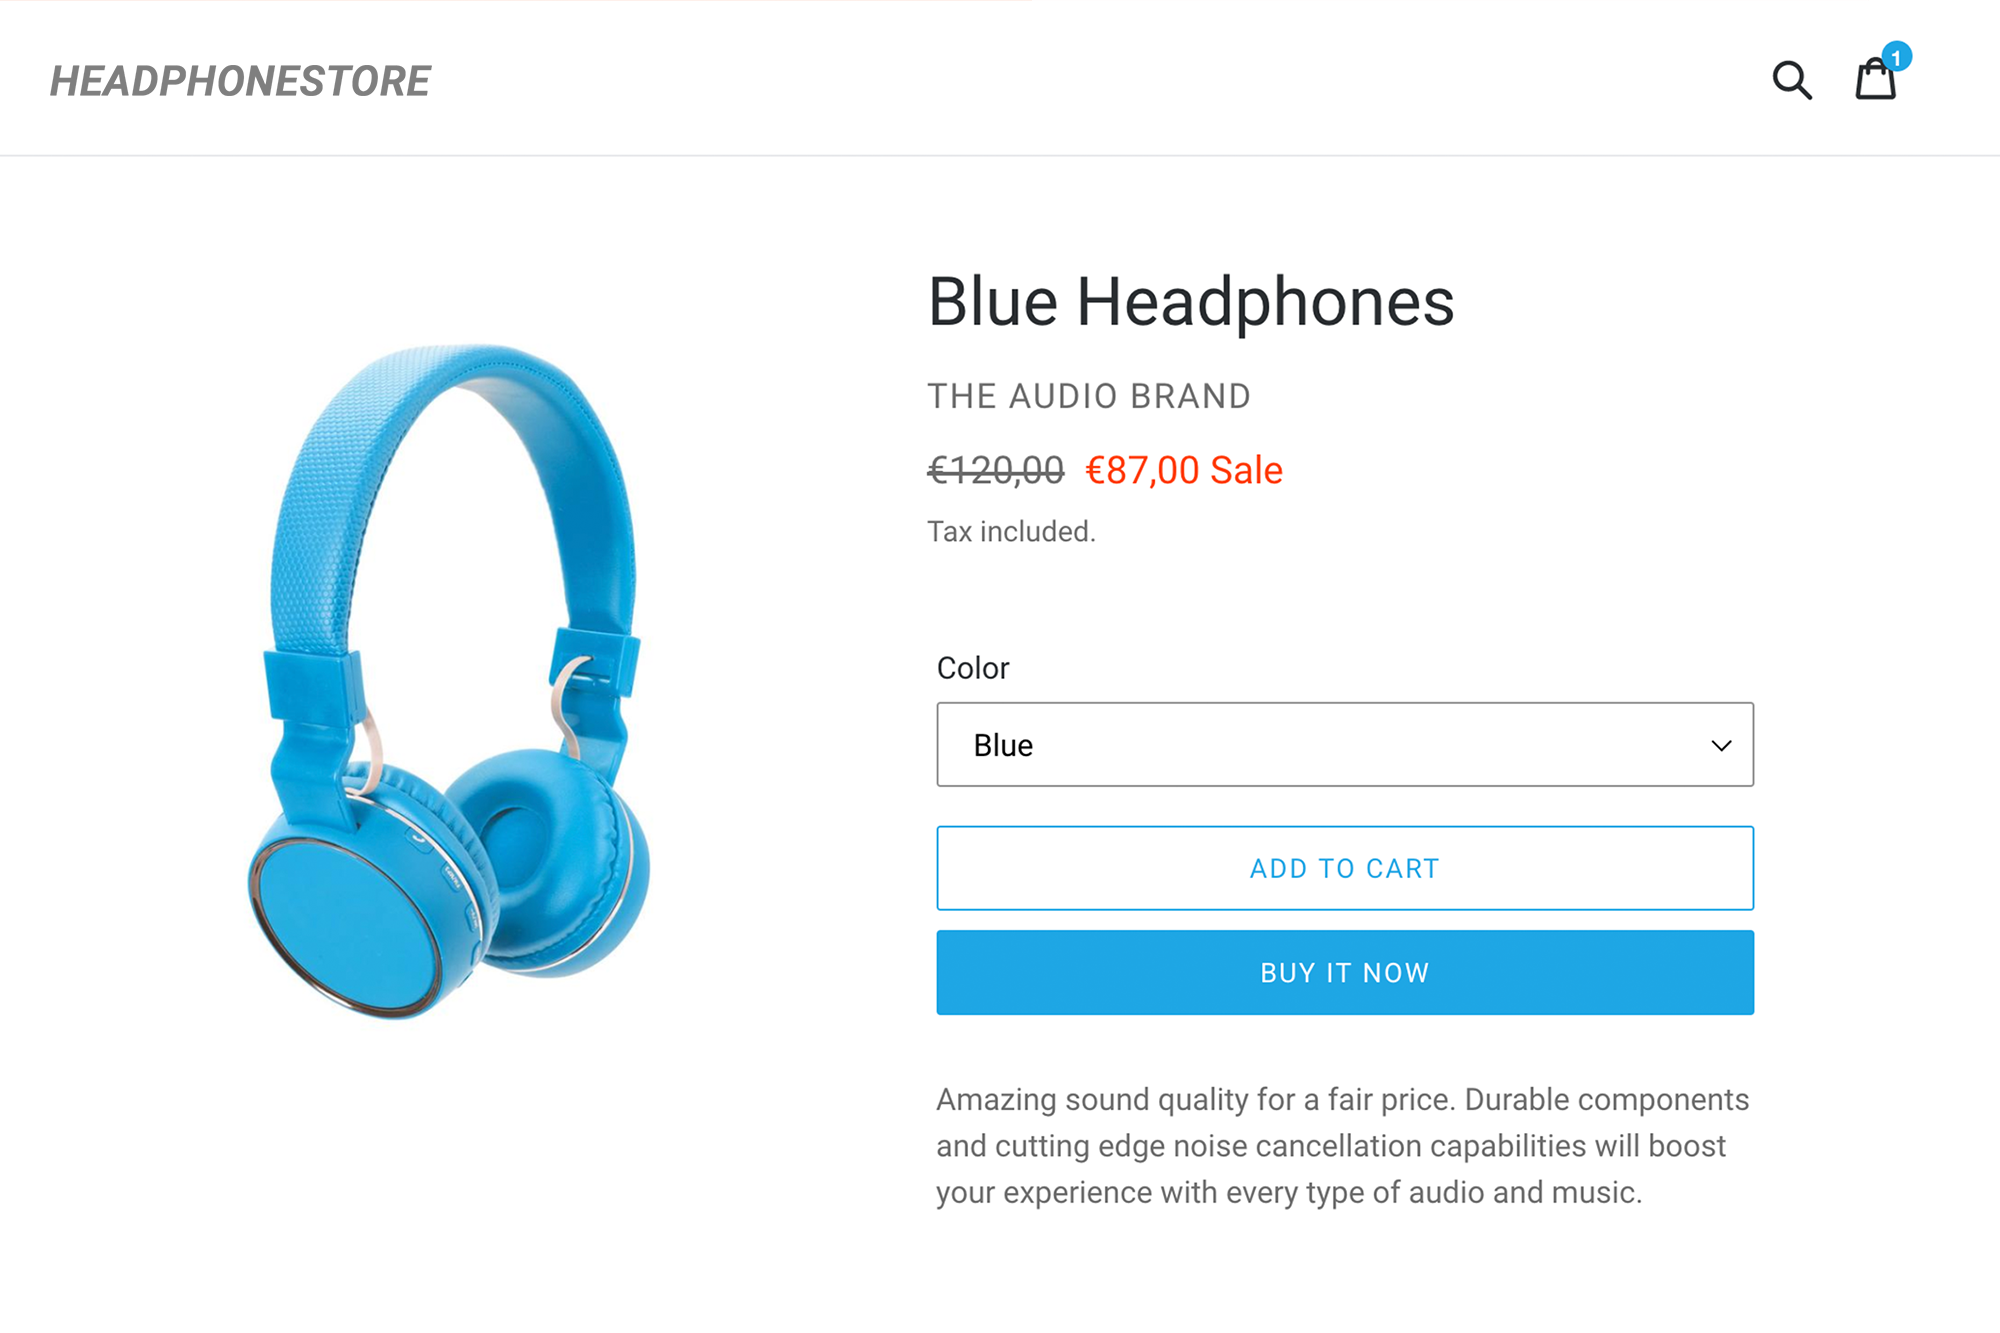 HEADPHONESTORE
1
Blue Headphones
THE AUDIO BRAND
€120,00 €87,00 Sale
Tax included.
Color
Blue
ADD TO CART
BUY IT NOW
Amazing sound quality for a fair price. Durable components
and cutting edge noise cancellation capabilities will boost
your experience with every type of audio and music.